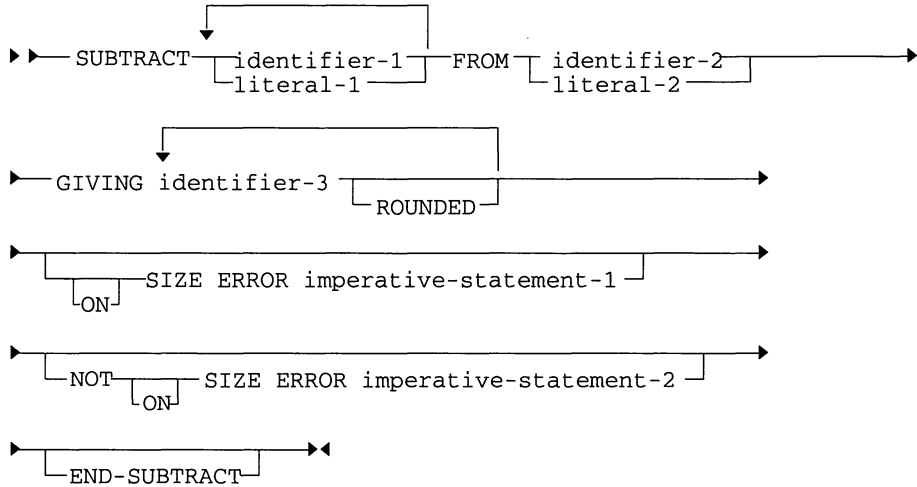 SUBTRACT identifier-1 FROM identifier-2
literal-1 literal-2
GIVING identifier-3
ROUNDED
SIZE ERROR imperative-statement-1
ON
NOT SIZE ERROR imperative-statement-2
ON
END-SUBTRACT